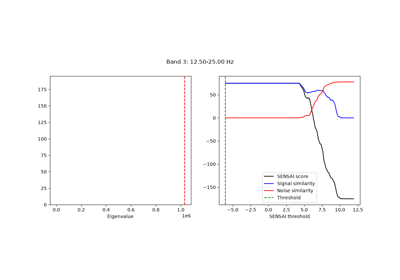 Band 3: 12.50-25.00 Hz
175
150
125
100
75
50
25
0
0.0 0.2 0.4 0.6 0.8 1.0
1e6
Eigenvalue
100
50
0
−50
−100
−150
−5.0 −2.5 0.0 2.5 5.0 7.5 10.0 12.5
SENSAI threshold
SENSAI score
Signal similarity
Noise similarity
Threshold